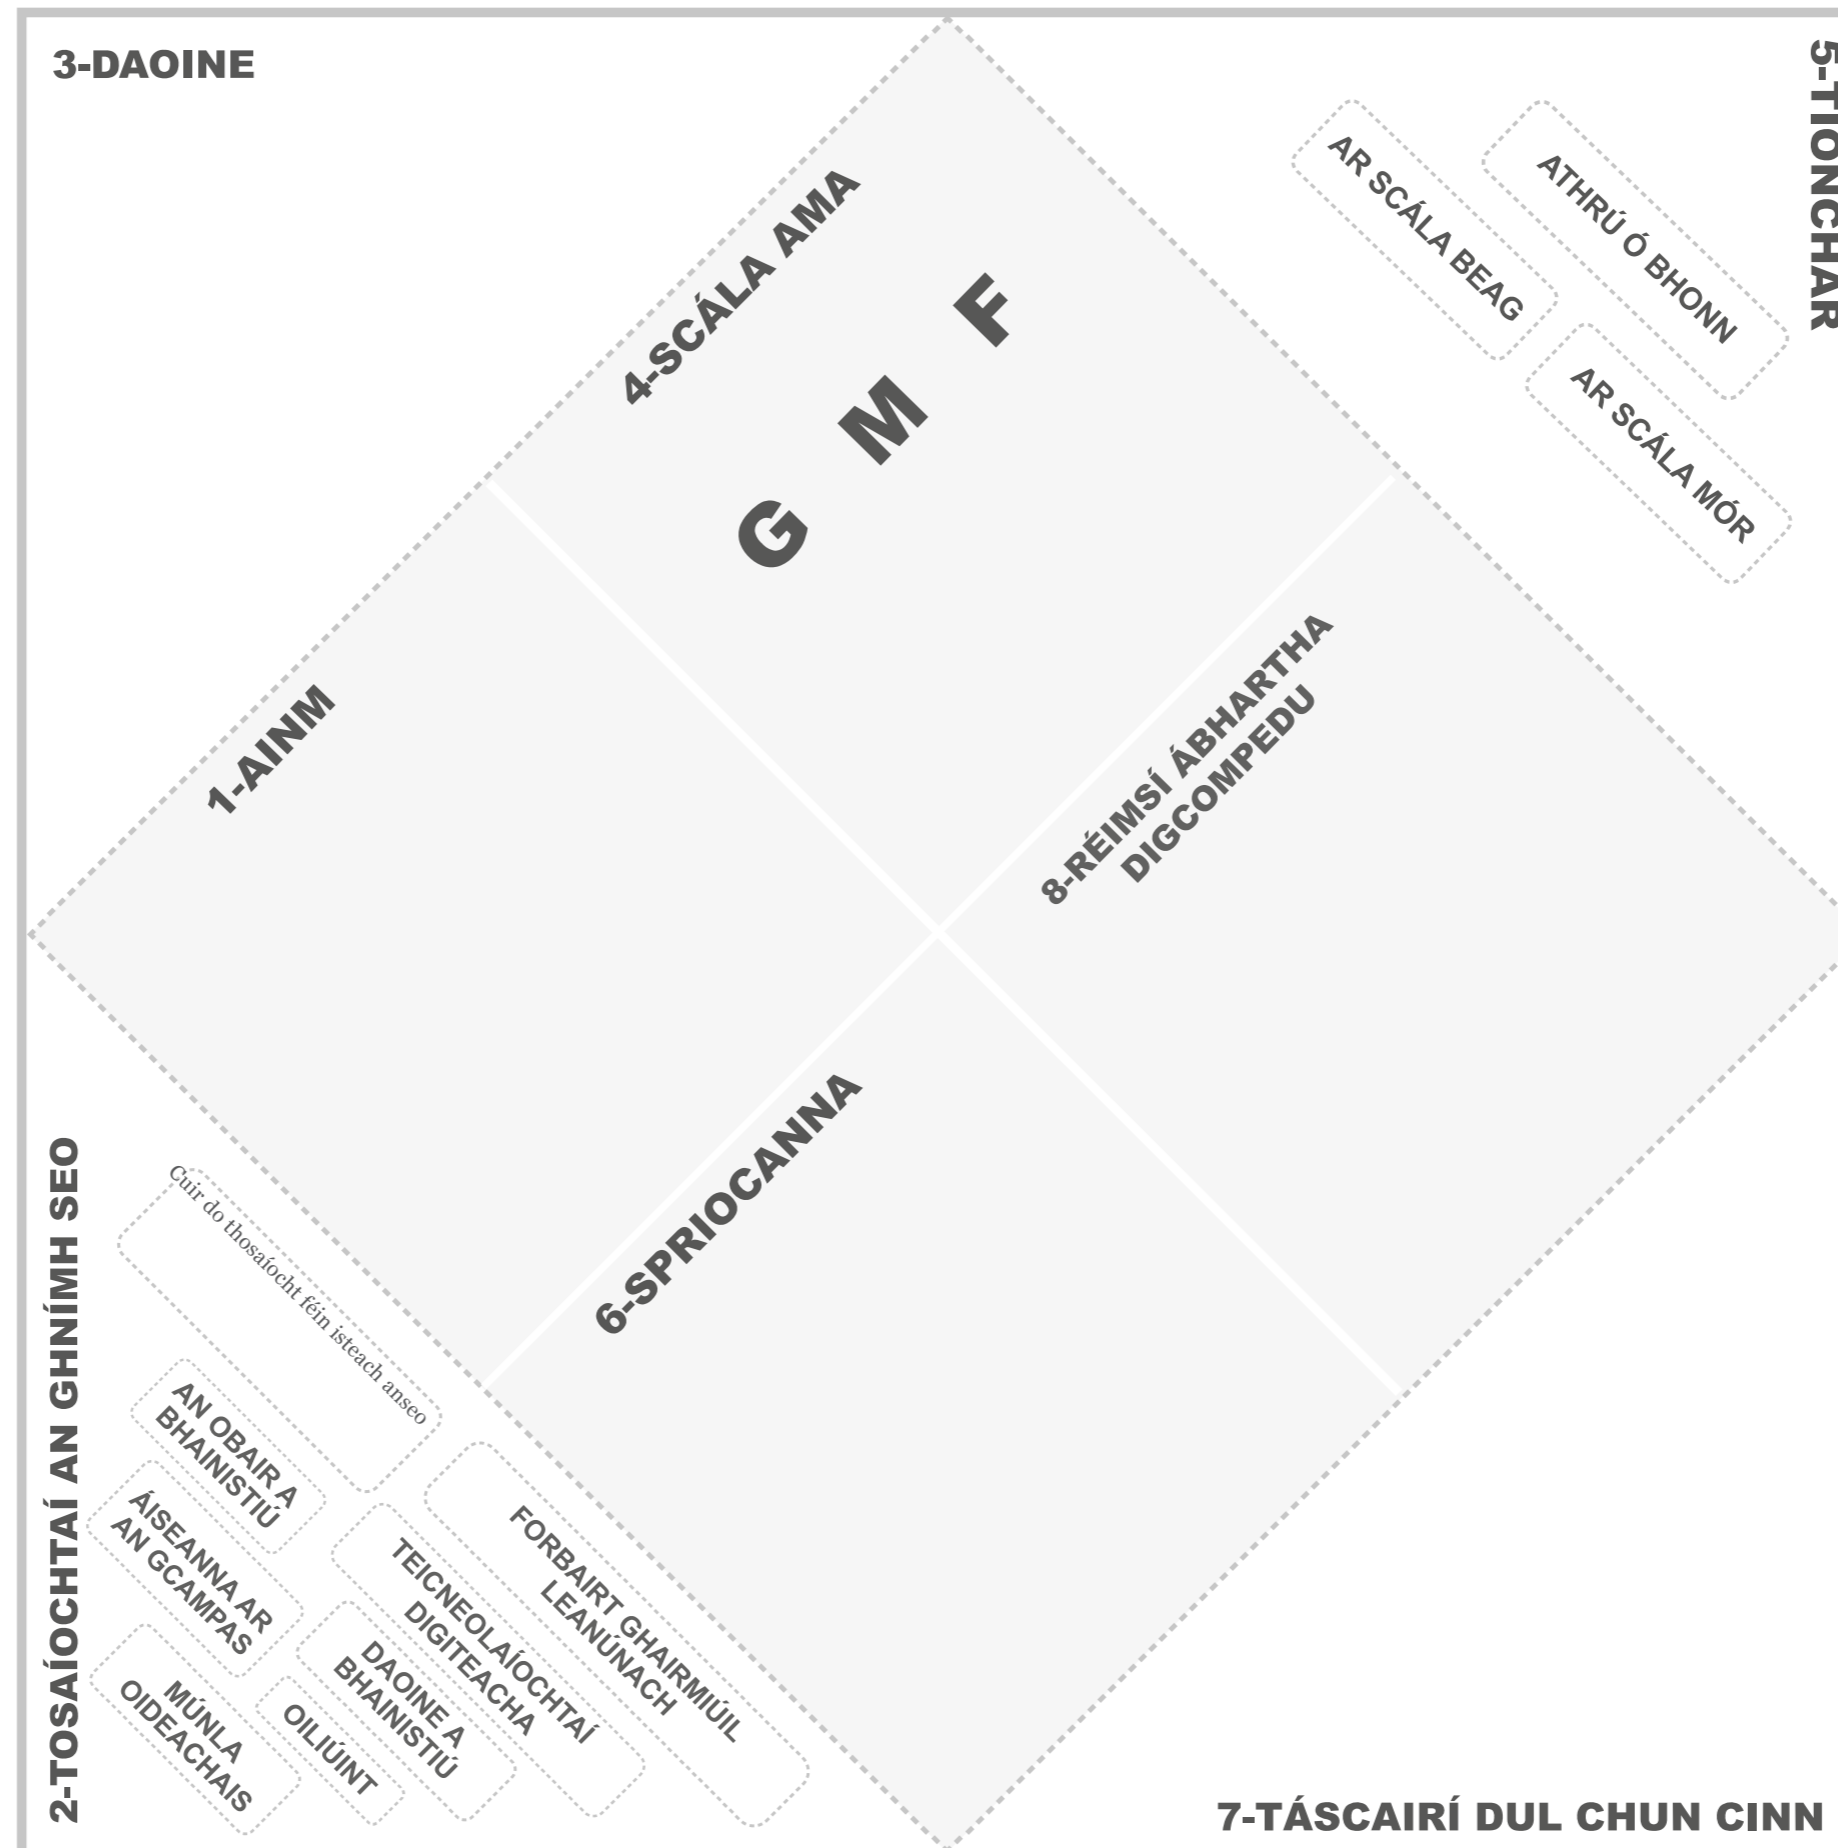 3-DAOINE
5-TIONCHAR
AR SCÁLA BEAG
ATHRÚ Ó BHONN
AR SCÁLA MÓR
4-SCÁLA AMA
G M F
1-AINM
8-RÉIMSÍ ÁBHARTHA
DIGCOMPEDU
6-SPRIOCANNA
2-TOSAÍOCHTAÍ AN GHNÍMH SEO
Cuir do thosaíocht féin isteach anseo
AN OBAIR A
BHAINISTIÚ
ÁISEANNA AR
AN GCAMPAS
MÚNLA
OIDEACHAIS
OILIÚINT
DAOINE A
BHAINISTIÚ
TEICNEOLAÍOCHTAÍ
DIGITEACHA
FORBAIRT GHAIRMIÚIL
LEANÚNACH
7-TÁSCAIRÍ DUL CHUN CINN